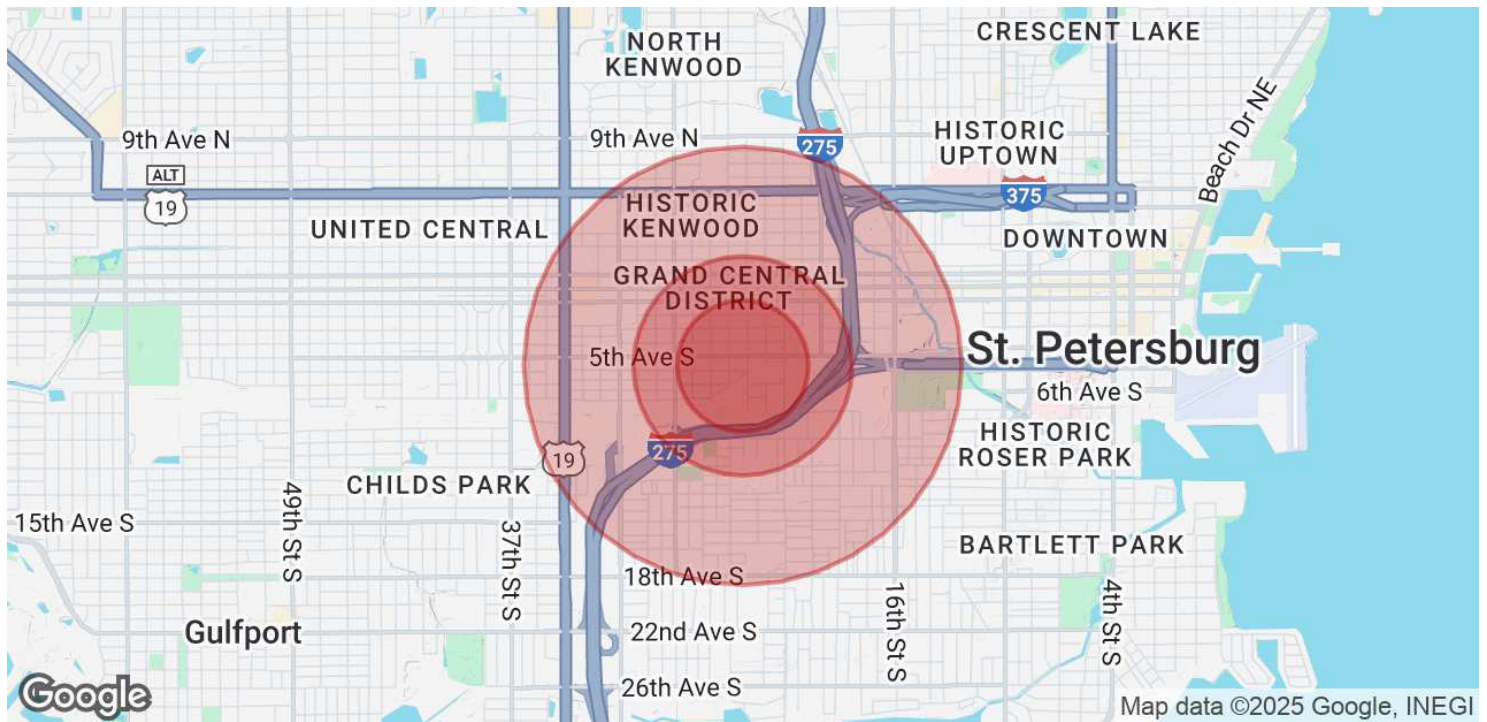 CRESCENT LAKE
NORTH
KENWOOD
9th Ave N
9th Ave N
275
HISTORIC
UPTOWN
Beach Dr NE
ALT
19
375
HISTORIC
KENWOOD
UNITED CENTRAL
DOWNTOWN
GRAND CENTRAL
DISTRICT
5th Ave S
St. Petersburg
6th Ave S
HISTORIC
ROSER PARK
275
19
CHILDS PARK
49th St S
37th St S
15th Ave S
BARTLETT PARK
18th Ave S
16th St S
4th St S
Gulfport
22nd Ave S
26th Ave S
Google
Map data ©2025 Google, INEGI